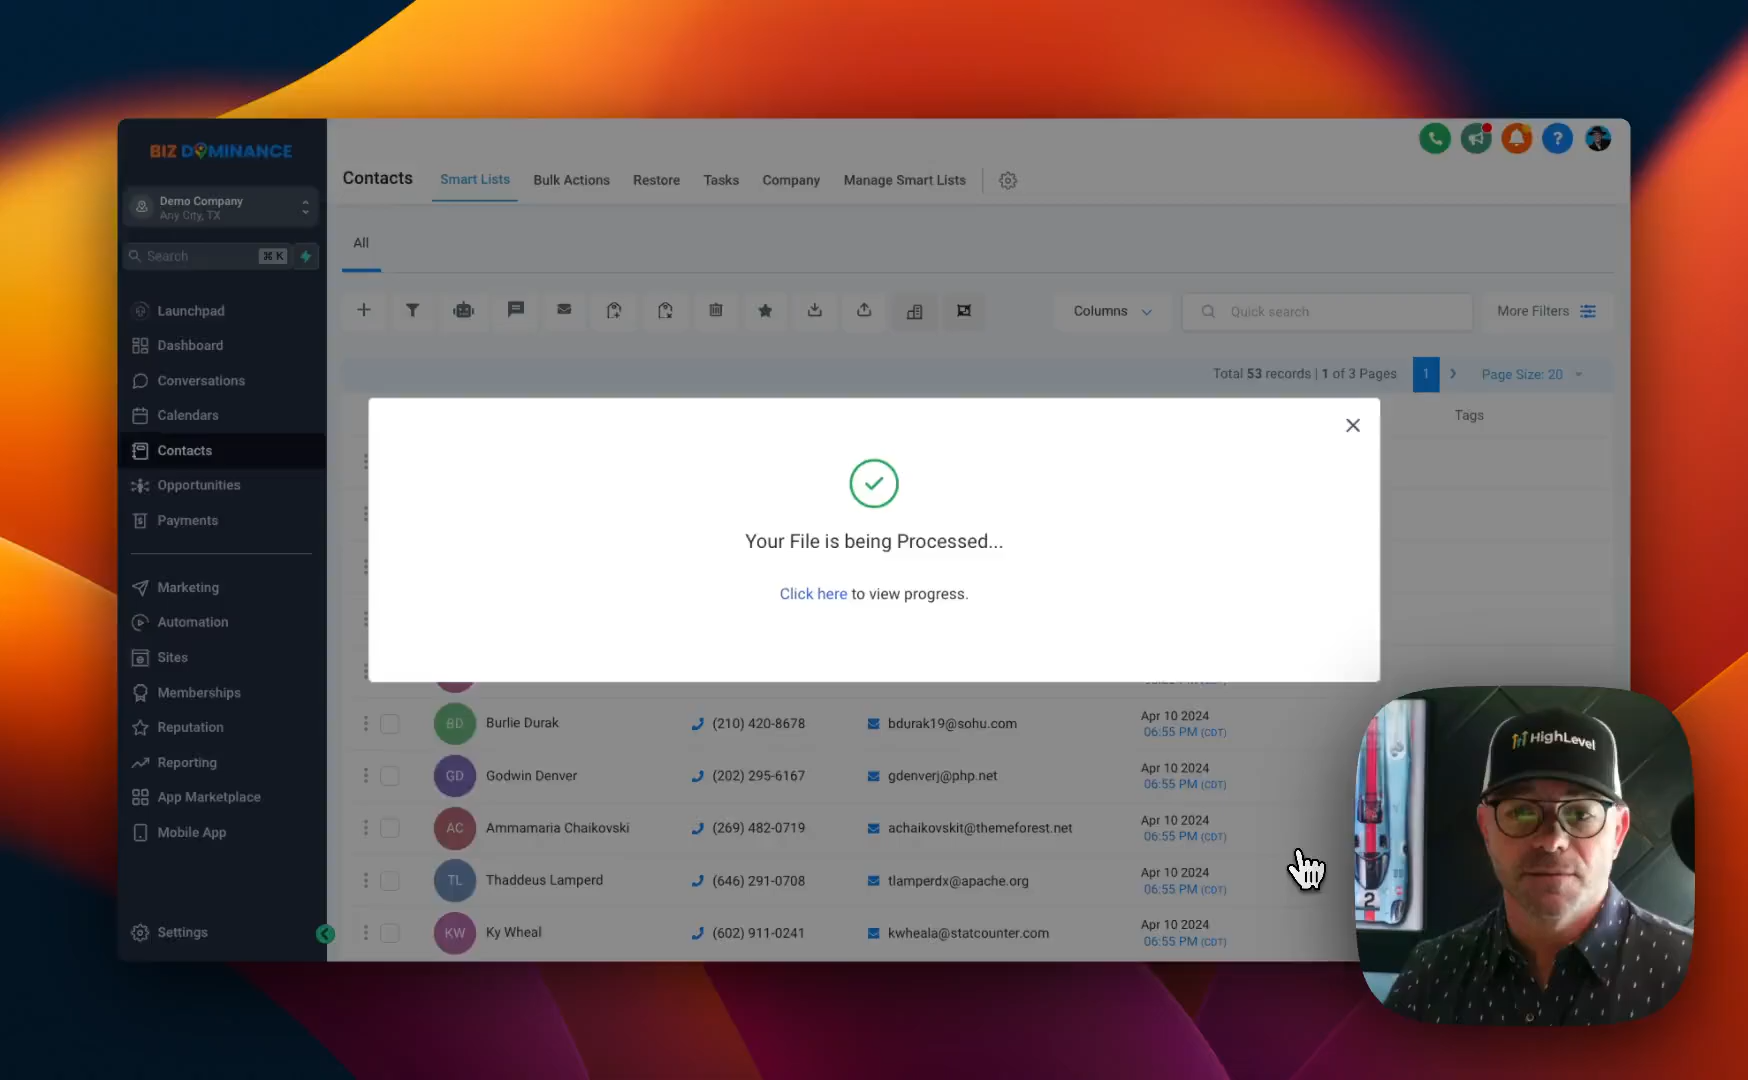 BIZ DOMINANCE
Demo Company
Any City, TX
Search
⌘ K
Launchpad
Dashboard
Conversations
Calendars
Contacts
Opportunities
Payments
Marketing
Automation
Sites
Memberships
Reputation
Reporting
App Marketplace
Mobile App
Settings
Contacts Smart Lists Bulk Actions Restore Tasks Company Manage Smart Lists
?
All
Columns Quick search More Filters
Total 53 records | 1 of 3 Pages 1 Page Size: 20
Tags
Your File is being Processed...
Click here to view progress.
BD Burlie Durak (210) 420-8678 bdurak19@sohu.com Apr 10 2024
06:55 PM (CDT)
GD Godwin Denver (202) 295-6167 gdenverj@php.net Apr 10 2024
06:55 PM (CDT)
AC Ammamaria Chaikovski (269) 482-0719 achaikovskit@themeforest.net Apr 10 2024
06:55 PM (CDT)
TL Thaddeus Lamperd (646) 291-0708 tlamperdx@apache.org Apr 10 2024
06:55 PM (CDT)
KW Ky Wheal (602) 911-0241 kwheala@statcounter.com Apr 10 2024
06:55 PM (CDT)
HighLevel
2